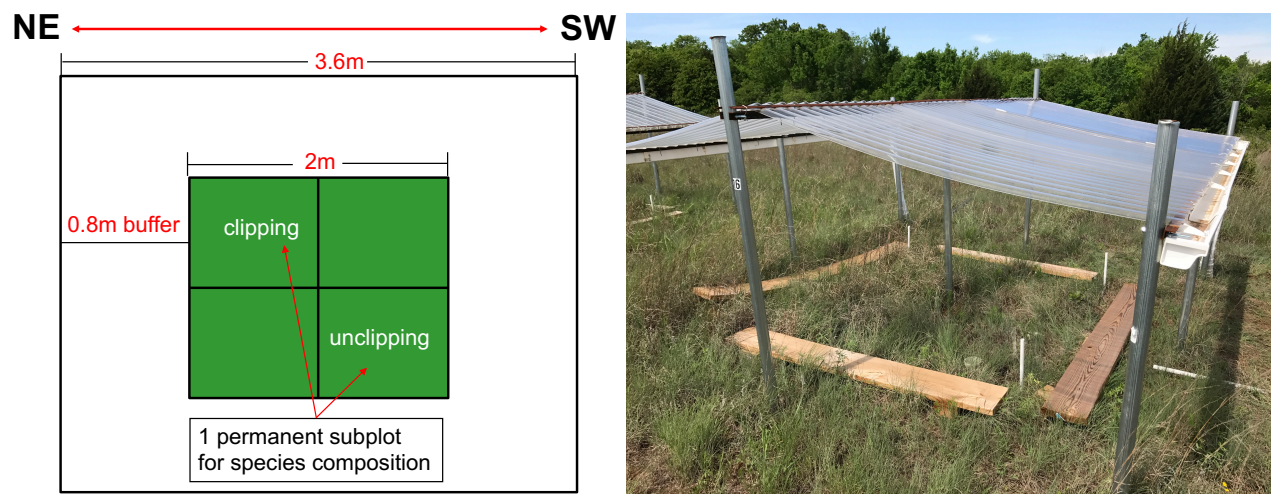 NE
SW
3.6m
2m
0.8m buffer
clipping
unclipping
1 permanent subplot
for species composition